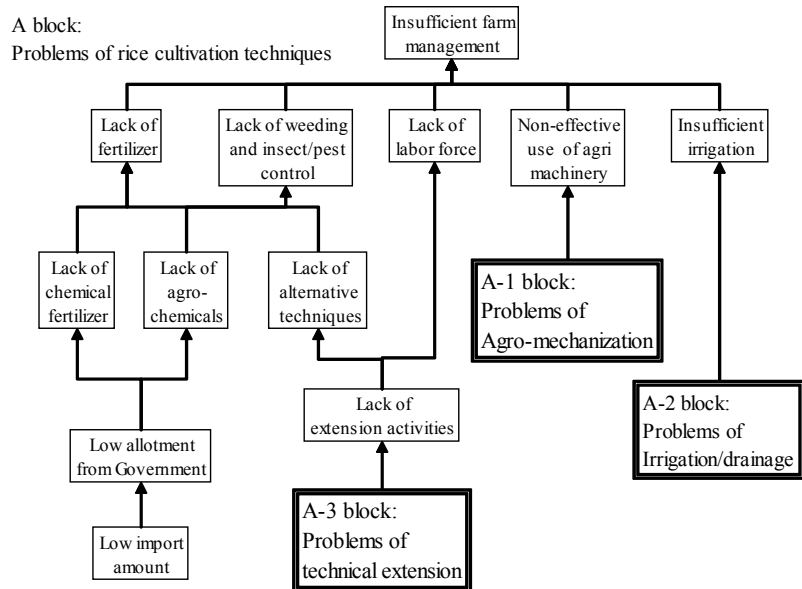 A block:
Problems of rice cultivation techniques
Insufficient farm
management
Lack of
fertilizer
Lack of weeding
and insect/pest
control
Lack of
labor force
Non-effective
use of agri
machinery
Insufficient
irrigation
Lack of
chemical
fertilizer
Lack of
agro-
chemicals
Lack of
alternative
techniques
A-1 block:
Problems of
Agro-mechanization
Lack of
extension activities
A-2 block:
Problems of
Irrigation/drainage
Low allotment
from Government
A-3 block:
Problems of
technical extension
Low import
amount